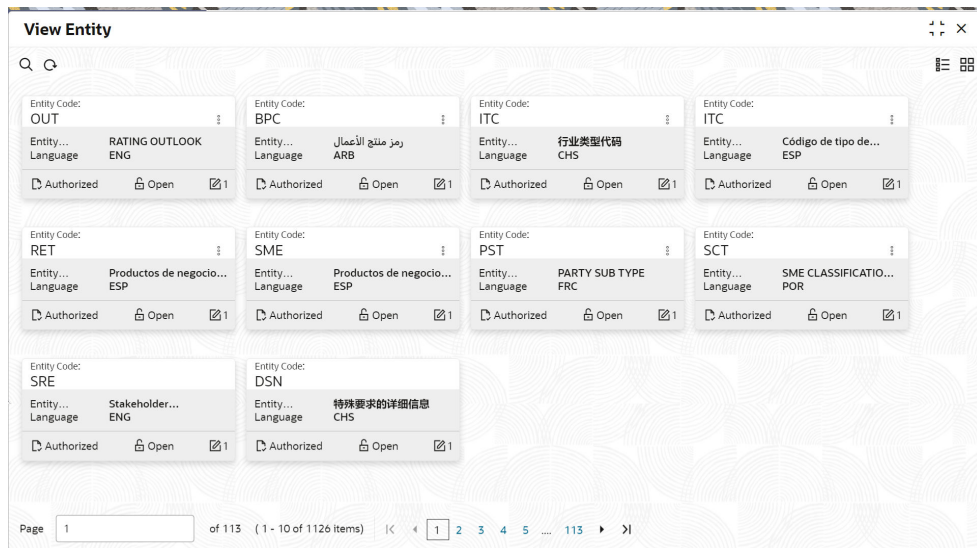 View Entity
Entity Code:
OUT
Entity... RATING OUTLOOK
Language ENG
Authorized Open 1
Entity Code:
BPC
Entity... رمز منتج الأعمال
Language ARB
Authorized Open 1
Entity Code:
ITC
Entity... 行业类型代码
Language CHS
Authorized Open 1
Entity Code:
ITC
Entity... Código de tipo de...
Language ESP
Authorized Open 1
Entity Code:
RET
Entity... Productos de negocio...
Language ESP
Authorized Open 1
Entity Code:
SME
Entity... Productos de negocio...
Language ESP
Authorized Open 1
Entity Code:
PST
Entity... PARTY SUB TYPE
Language FRC
Authorized Open 1
Entity Code:
SCT
Entity... SME CLASSIFICATIO...
Language POR
Authorized Open 1
Entity Code:
SRE
Entity... Stakeholder...
Language ENG
Authorized Open 1
Entity Code:
DSN
Entity... 特殊要求的详细信息
Language CHS
Authorized Open 1
Page 1 of 113 (1 - 10 of 1126 items) 1 2 3 4 5 .... 113